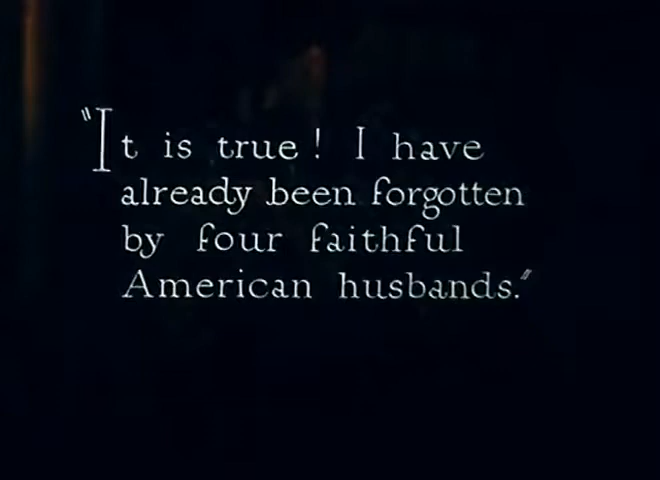 "It is true! I have
already been forgotten
by four faithful
American husbands."